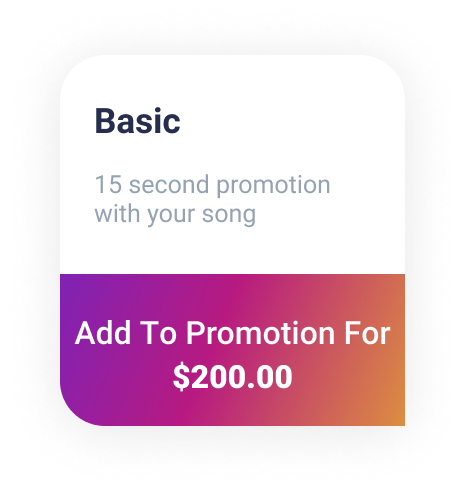 Basic
15 second promotion
with your song
Add To Promotion For
$200.00